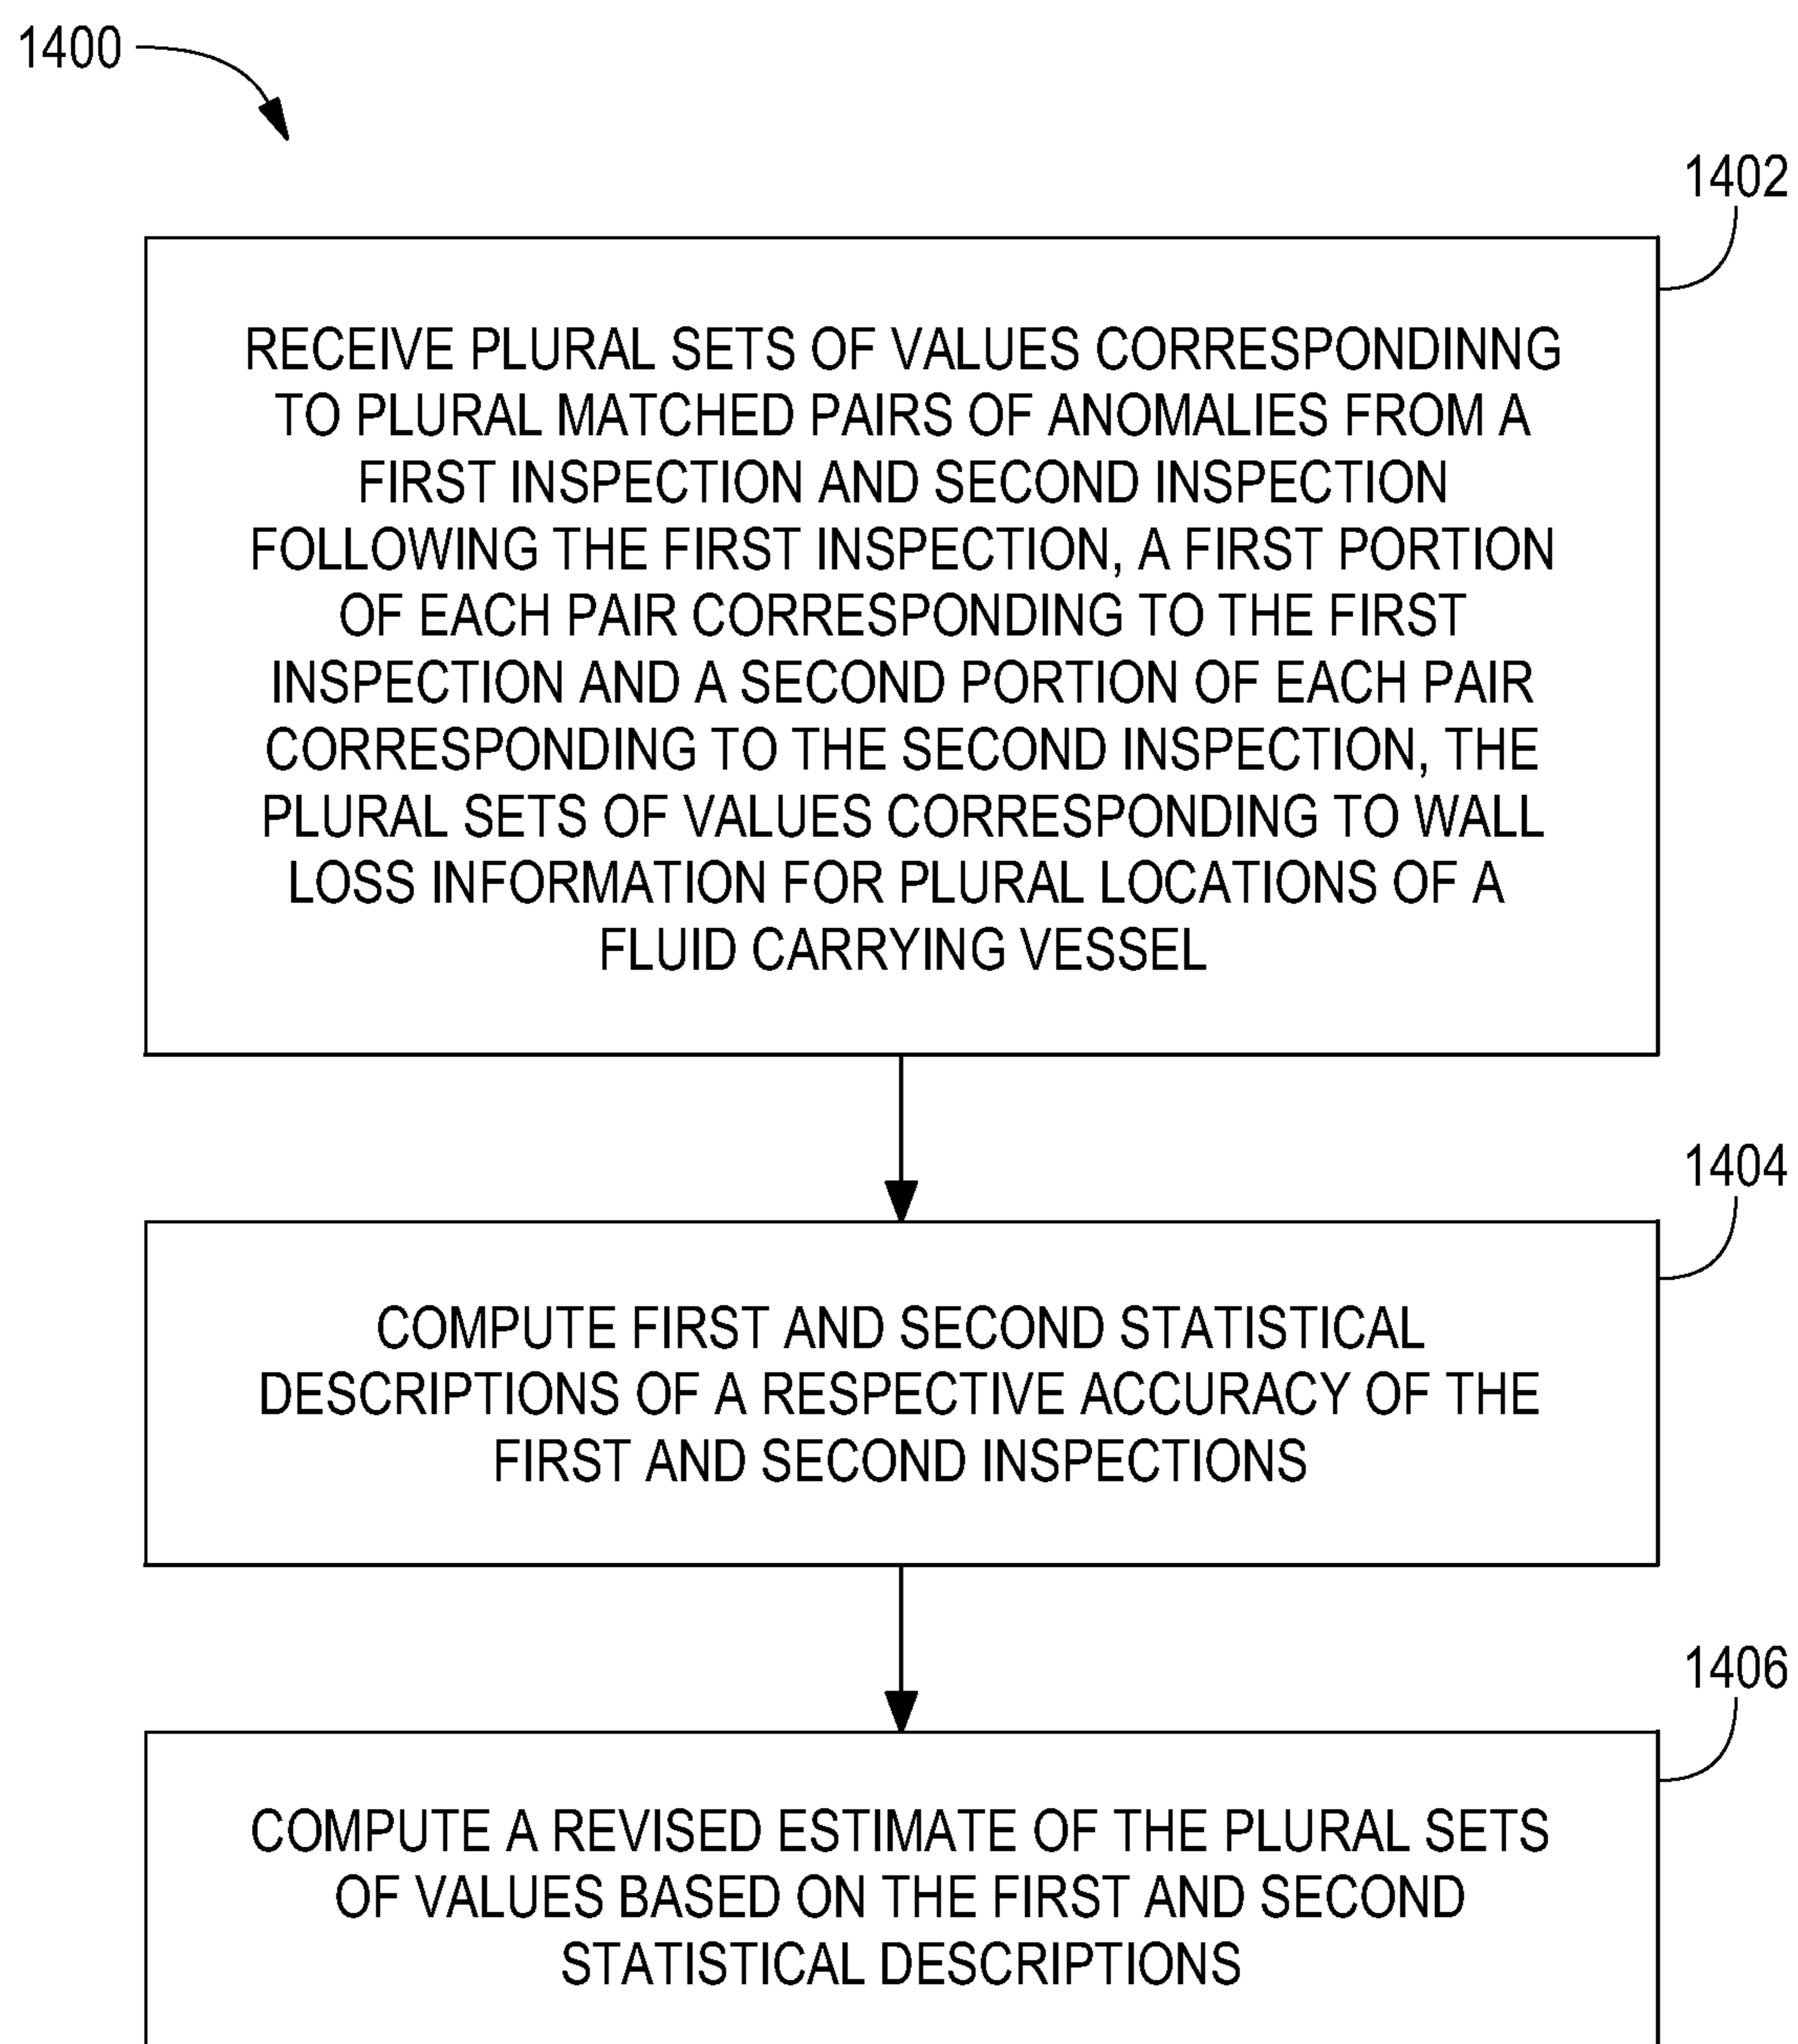 1400
1402
RECEIVE PLURAL SETS OF VALUES CORRESPONDINNG
TO PLURAL MATCHED PAIRS OF ANOMALIES FROM A
FIRST INSPECTION AND SECOND INSPECTION
FOLLOWING THE FIRST INSPECTION, A FIRST PORTION
OF EACH PAIR CORRESPONDING TO THE FIRST
INSPECTION AND A SECOND PORTION OF EACH PAIR
CORRESPONDING TO THE SECOND INSPECTION, THE
PLURAL SETS OF VALUES CORRESPONDING TO WALL
LOSS INFORMATION FOR PLURAL LOCATIONS OF A
FLUID CARRYING VESSEL
1404
COMPUTE FIRST AND SECOND STATISTICAL
DESCRIPTIONS OF A RESPECTIVE ACCURACY OF THE
FIRST AND SECOND INSPECTIONS
1406
COMPUTE A REVISED ESTIMATE OF THE PLURAL SETS
OF VALUES BASED ON THE FIRST AND SECOND
STATISTICAL DESCRIPTIONS